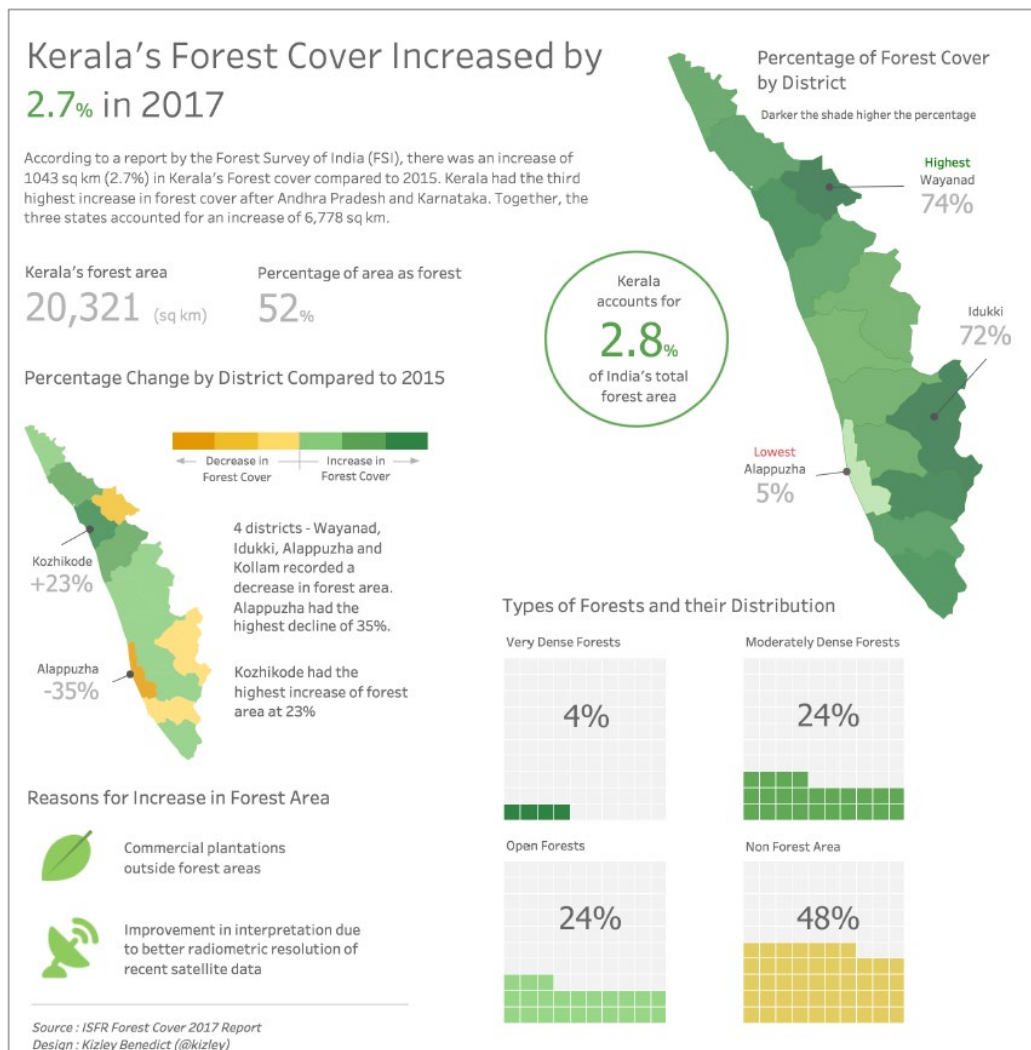 Kerala's Forest Cover Increased by
2.7% in 2017
According to a report by the Forest Survey of India (FSI), there was an increase of
1043 sq km (2.7%) in Kerala's Forest cover compared to 2015. Kerala had the third
highest increase in forest cover after Andhra Pradesh and Karnataka. Together, the
three states accounted for an increase of 6,778 sq km.
Kerala's forest area
20,321 (sq km)
Percentage of area as forest
52%
Kerala
accounts for
2.8%
of India's total
forest area
Percentage of Forest Cover
by District
Darker the shade higher the percentage
Highest
Wayanad
74%
Idukki
72%
Lowest
Alappuzha
5%
Percentage Change by District Compared to 2015
Decrease in
Forest Cover
Increase in
Forest Cover
Kozhikode
+23%
Alappuzha
-35%
4 districts - Wayanad,
Idukki, Alappuzha and
Kollam recorded a
decrease in forest area.
Alappuzha had the
highest decline of 35%.
Kozhikode had the
highest increase of forest
area at 23%
Types of Forests and their Distribution
Very Dense Forests
4%
Moderately Dense Forests
24%
Open Forests
24%
Non Forest Area
48%
Reasons for Increase in Forest Area
Commercial plantations
outside forest areas
Improvement in interpretation due
to better radiometric resolution of
recent satellite data
Source : ISFR Forest Cover 2017 Report
Design : Kizley Benedict (@kizley)